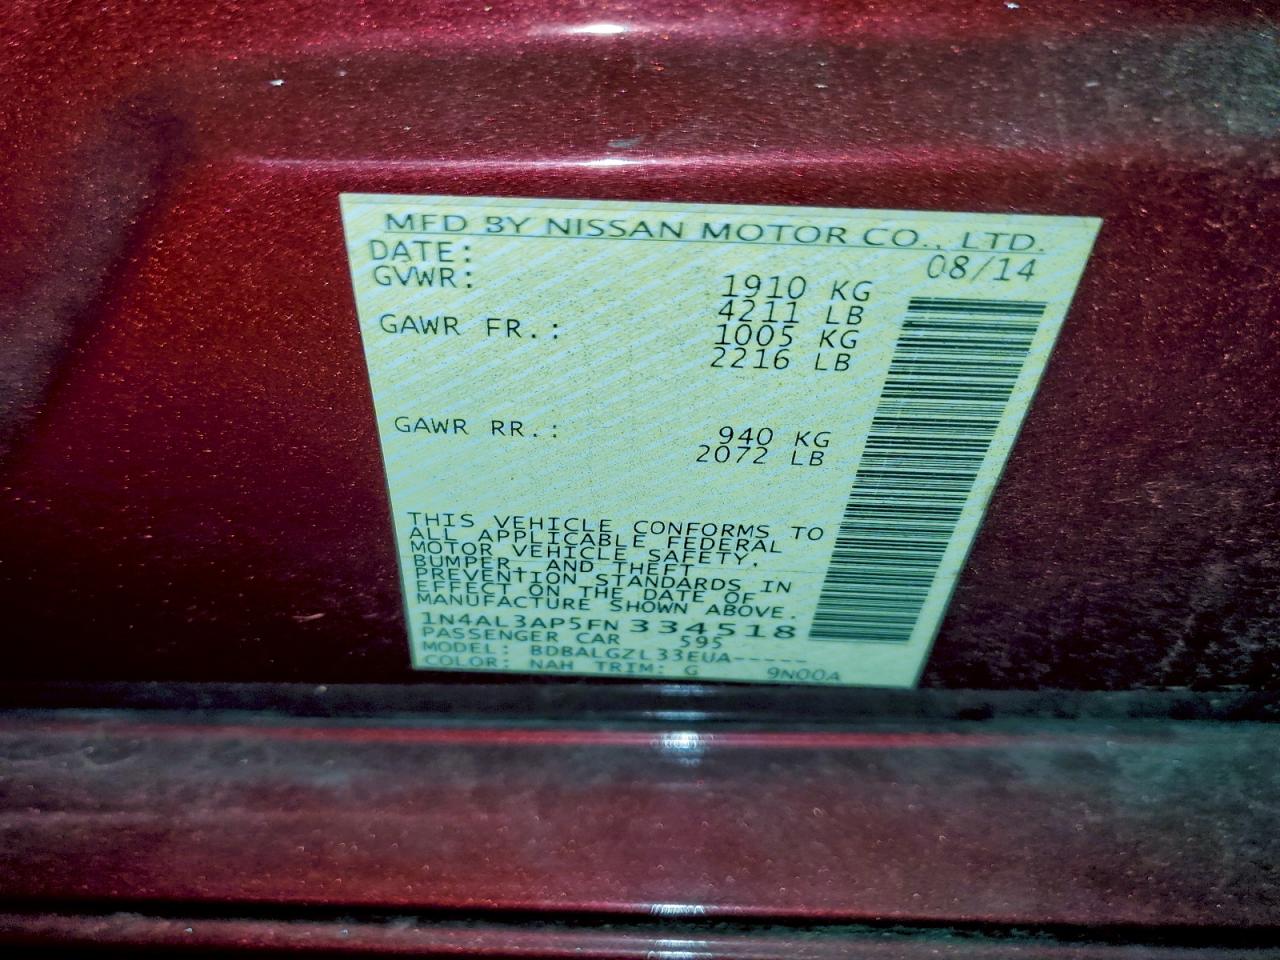 MFD BY NISSAN MOTOR CO., LTD.
DATE: 08/14
GVWR: 1910 KG
4211 LB
GAWR FR.: 1005 KG
2216 LB
GAWR RR.: 940 KG
2072 LB
THIS VEHICLE CONFORMS TO
ALL APPLICABLE FEDERAL
MOTOR VEHICLE SAFETY,
BUMPER, AND THEFT
PREVENTION STANDARDS IN
EFFECT ON THE DATE OF
MANUFACTURE SHOWN ABOVE.
1N4AL3AP5FN334518
PASSENGER CAR 595
MODEL: BDBALGZL33EUA-----
COLOR: NAH TRIM: G 9N00A